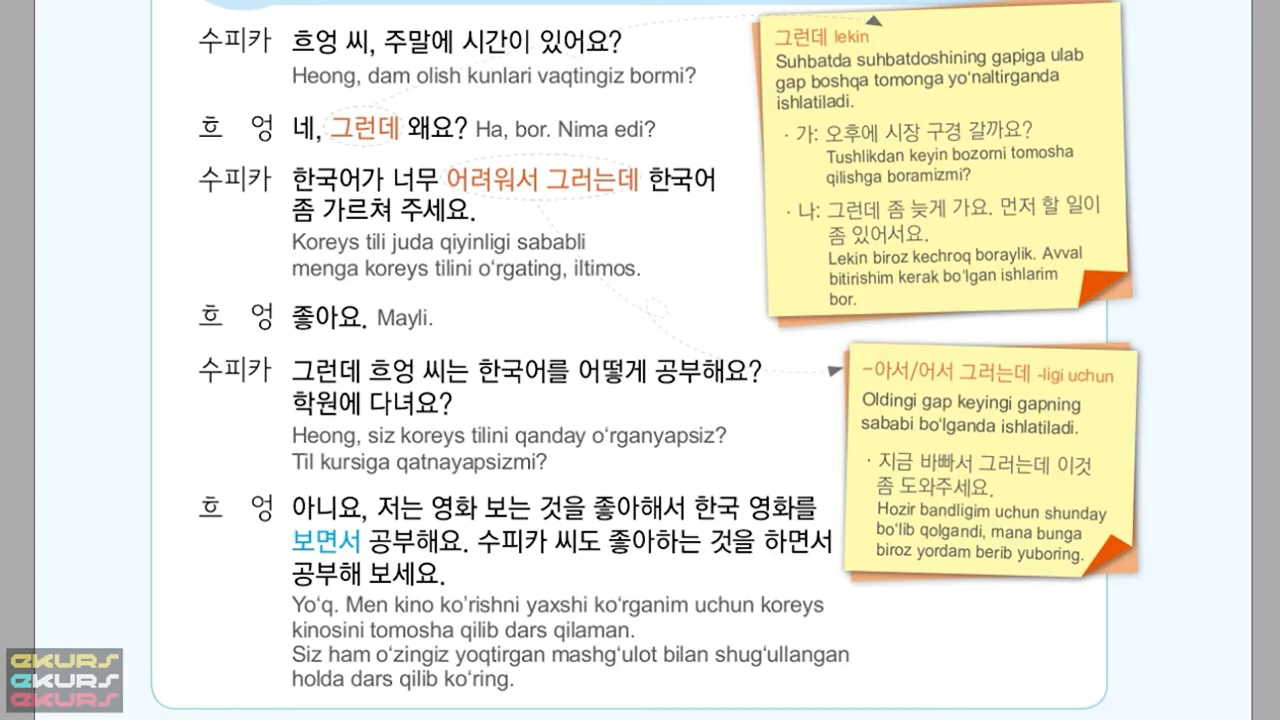 수피카 흐엉 씨, 주말에 시간이 있어요?
Heong, dam olish kunlari vaqtingiz bormi?
흐 엉 네, 그런데 왜요? Ha, bor. Nima edi?
수피카 한국어가 너무 어려워서 그러는데 한국어
좀 가르쳐 주세요.
Koreys tili juda qiyinligi sababli
menga koreys tilini o‘rgating, iltimos.
흐 엉 좋아요. Mayli.
수피카 그런데 흐엉 씨는 한국어를 어떻게 공부해요?
학원에 다녀요?
Heong, siz koreys tilini qanday o‘rganyapsiz?
Til kursiga qatnayapsizmi?
흐 엉 아니요, 저는 영화 보는 것을 좋아해서 한국 영화를
보면서 공부해요. 수피카 씨도 좋아하는 것을 하면서
공부해 보세요.
Yo‘q. Men kino ko’rishni yaxshi ko‘rganim uchun koreys
kinosini tomosha qilib dars qilaman.
Siz ham o‘zingiz yoqtirgan mashg‘ulot bilan shug‘ullangan
holda dars qilib ko‘ring.
그런데 lekin
Suhbatda suhbatdoshining gapiga ulab
gap boshqa tomonga yo‘naltirganda
ishlatiladi.
· 가: 오후에 시장 구경 갈까요?
Tushlikdan keyin bozorni tomosha
qilishga boramizmi?
· 나: 그런데 좀 늦게 가요. 먼저 할 일이
좀 있어서요.
Lekin biroz kechroq boraylik. Avval
bitirishim kerak bo‘lgan ishlarim
bor.
-아서/어서 그러는데 -ligi uchun
Oldingi gap keyingi gapning
sababi bo‘lganda ishlatiladi.
· 지금 바빠서 그러는데 이것
좀 도와주세요.
Hozir bandligim uchun shunday
bo‘lib qolgandi, mana bunga
biroz yordam berib yuboring.
EKURS
EKURS
EKURS